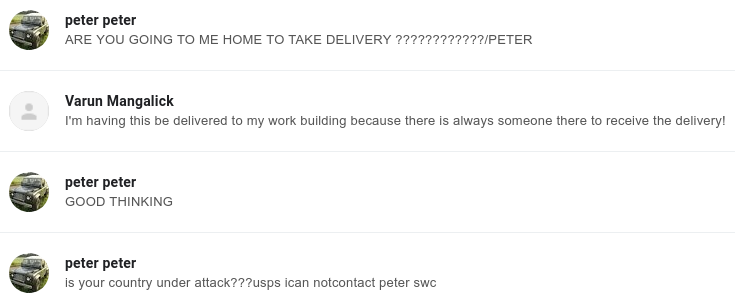 peter peter
ARE YOU GOING TO ME HOME TO TAKE DELIVERY ????????????/PETER
Varun Mangalick
I'm having this be delivered to my work building because there is always someone there to receive the delivery!
peter peter
GOOD THINKING
peter peter
is your country under attack???usps ican notcontact peter swc